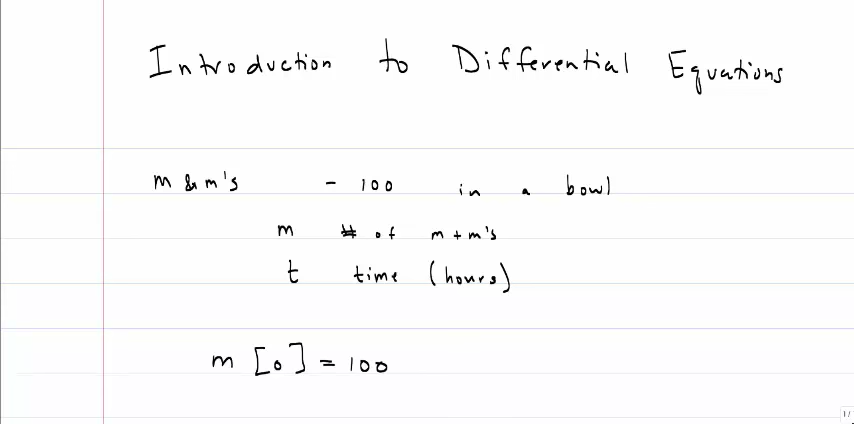 Introduction to Differential Equations
m & m's - 100 in a bowl
m # of m + m's
t time (hours)
m [0] = 100